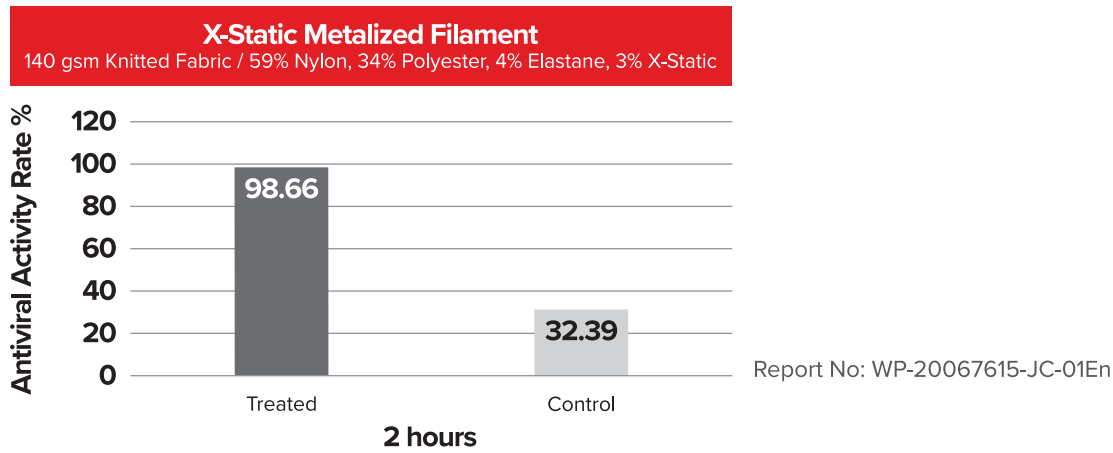 X-Static Metalized Filament
140 gsm Knitted Fabric / 59% Nylon, 34% Polyester, 4% Elastane, 3% X-Static
Antiviral Activity Rate %
120
100
80
60
40
20
0
98.66
32.39
Treated
Control
2 hours
Report No: WP-20067615-JC-01En